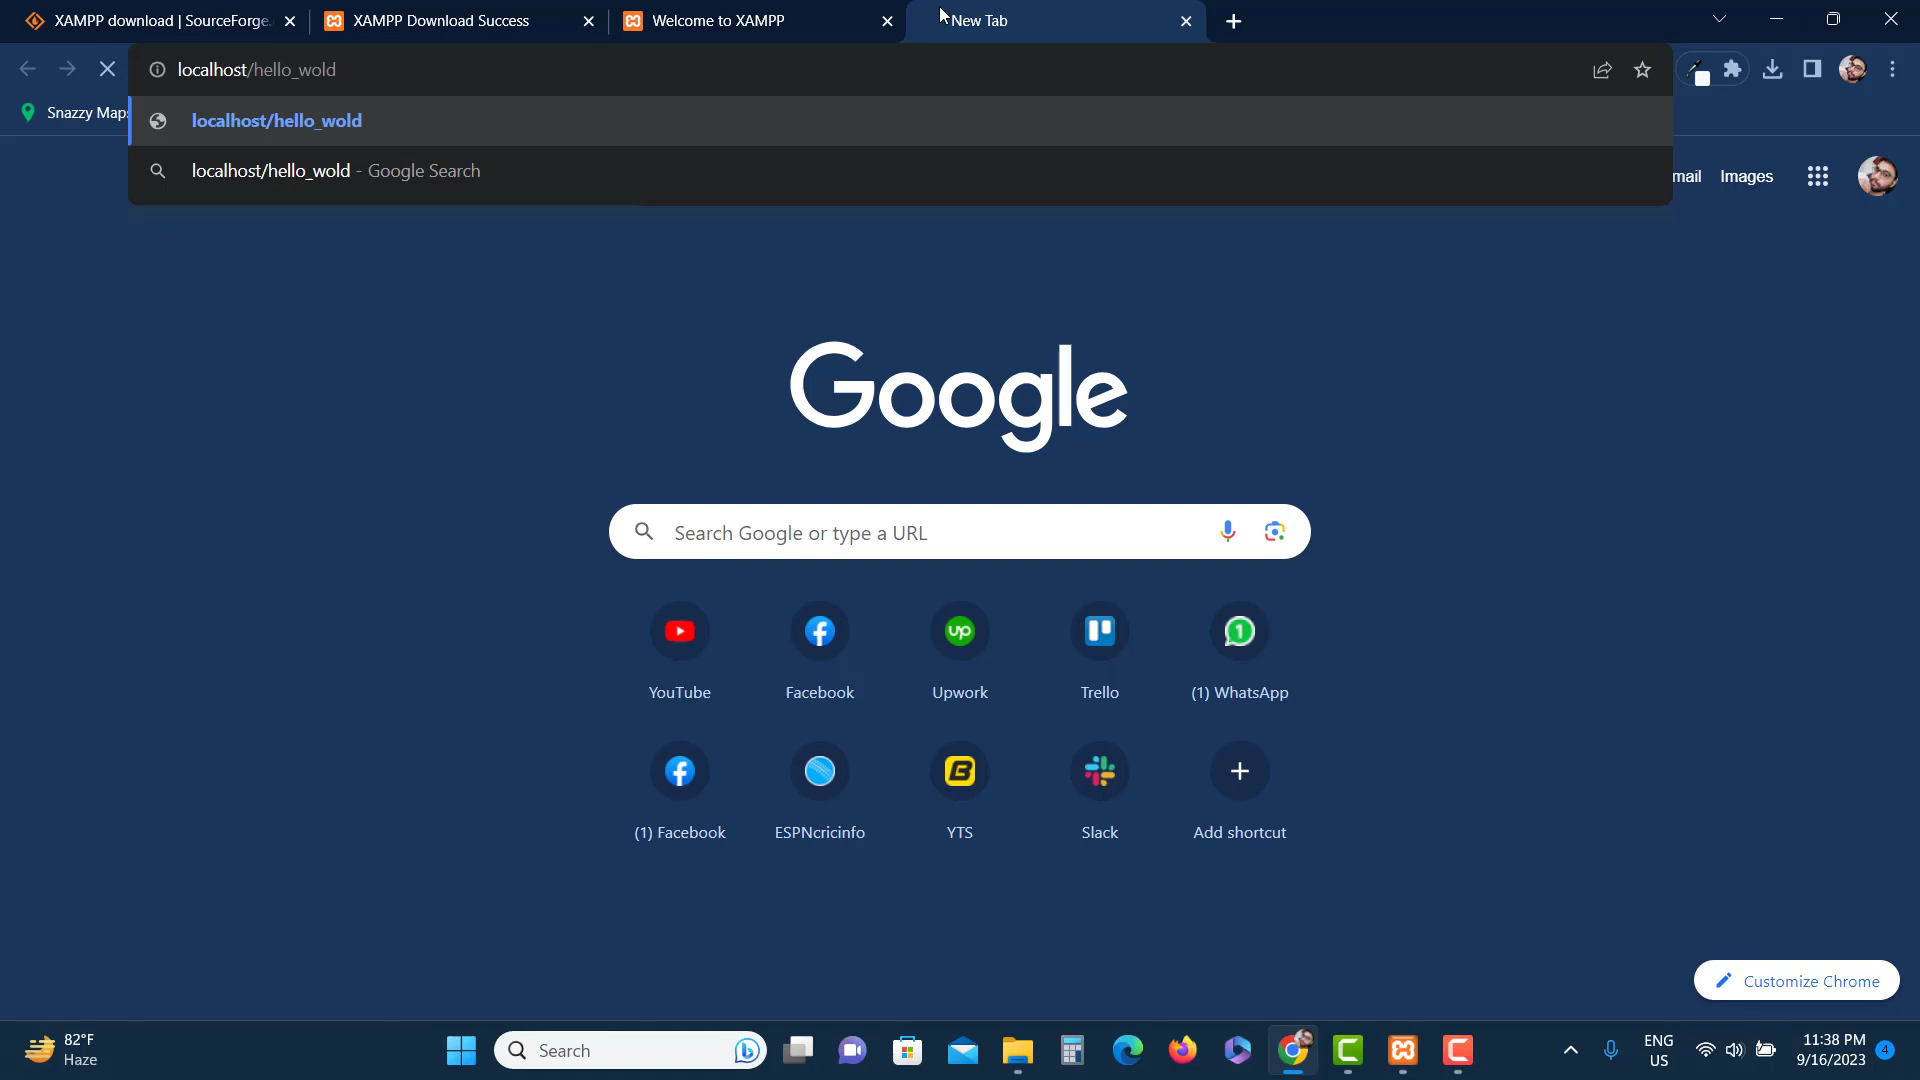 XAMPP download | SourceForge.
XAMPP Download Success
Welcome to XAMPP
New Tab
localhost/hello_wold
Snazzy Maps
localhost/hello_wold
localhost/hello_wold - Google Search
mail
Images
Google
Search Google or type a URL
YouTube
Facebook
Upwork
Trello
(1) WhatsApp
(1) Facebook
ESPNcricinfo
YTS
Slack
Add shortcut
Customize Chrome
82°F
Haze
Search
ENG
US
11:38 PM
9/16/2023
4